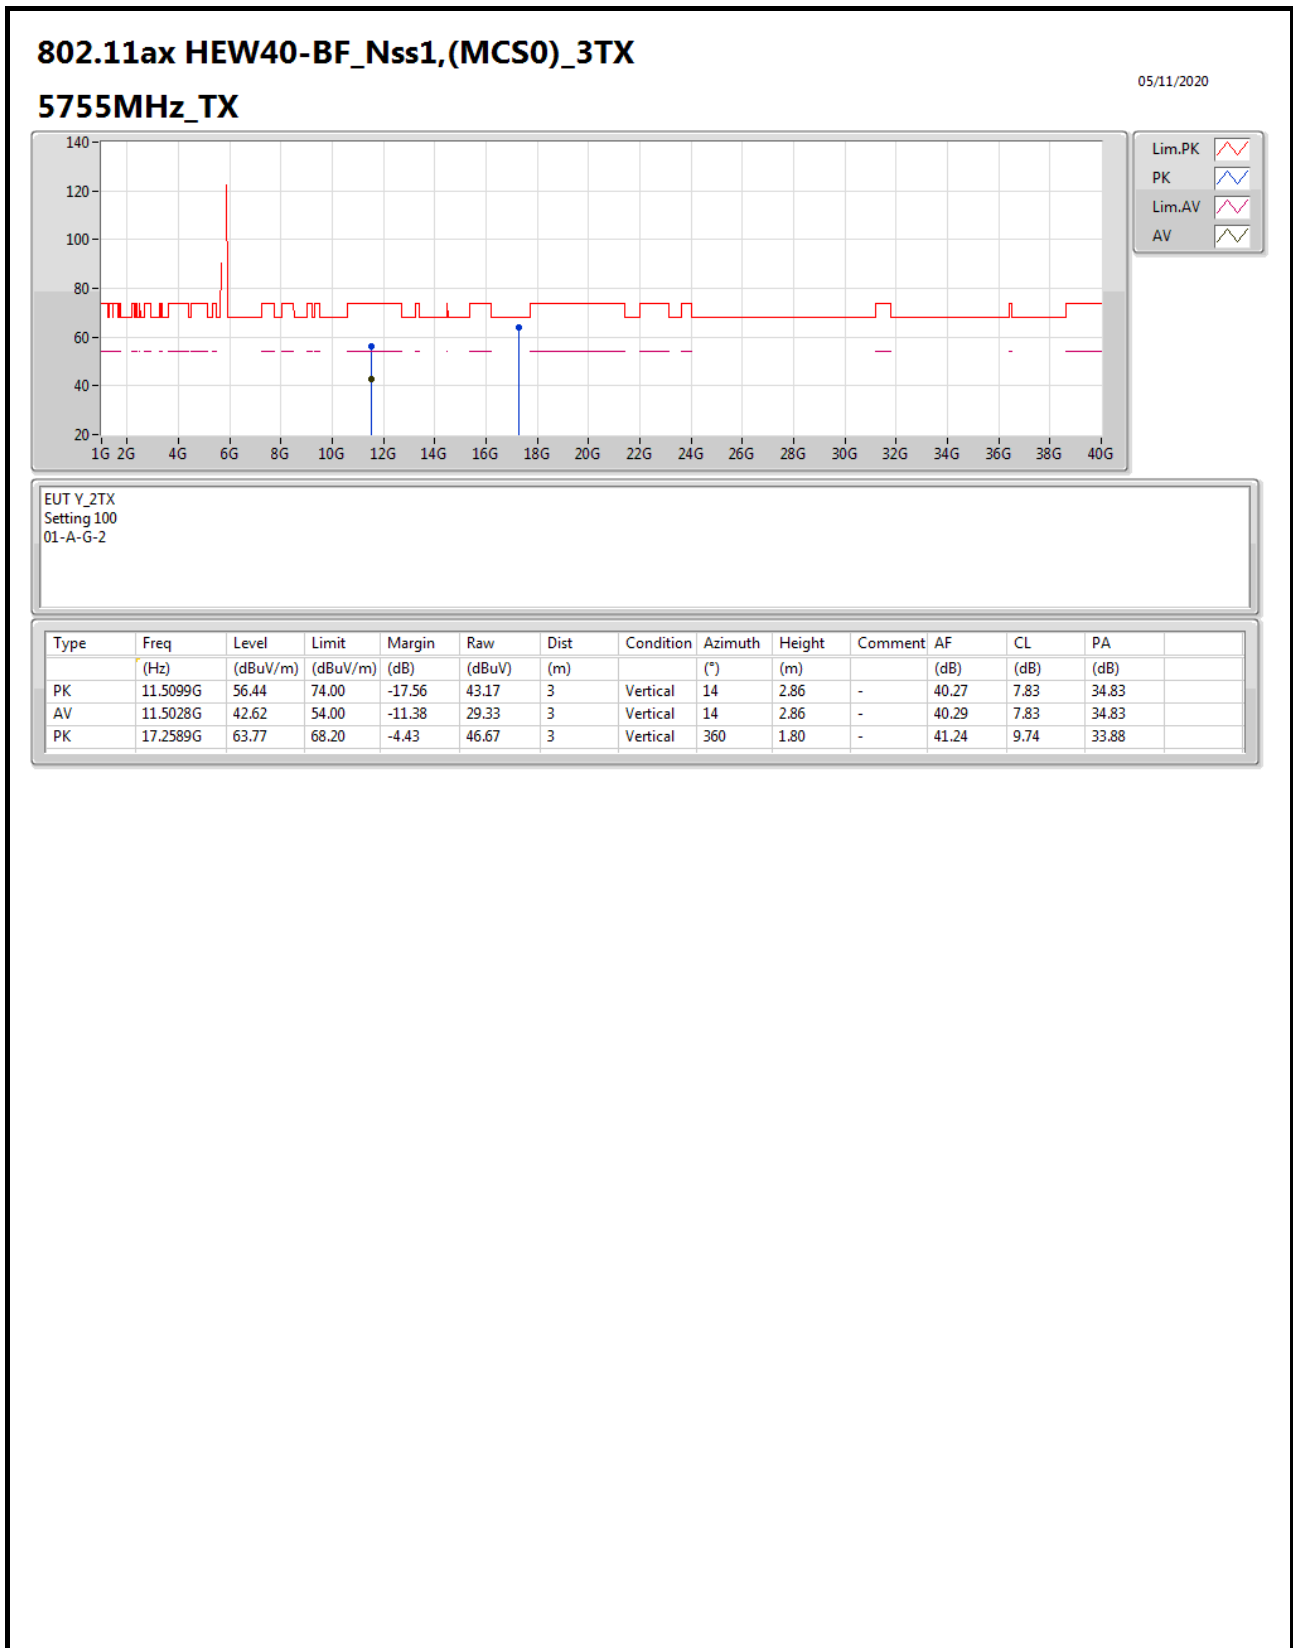 802.11ax HEW40-BF_Nss1,(MCS0)_3TX
05/11/2020
5755MHz_TX
140
120
100
80
60
40
20
1G 2G 4G 6G 8G 10G 12G 14G 16G 18G 20G 22G 24G 26G 28G 30G 32G 34G 36G 38G 40G
Lim.PK
PK
Lim.AV
AV
EUT Y_2TX
Setting 100
01-A-G-2
Type Freq Level Limit Margin Raw Dist Condition Azimuth Height Comment AF CL PA
(Hz) (dBuV/m) (dBuV/m) (dB) (dBuV) (m) (°) (m) (dB) (dB) (dB)
PK 11.5099G 56.44 74.00 -17.56 43.17 3 Vertical 14 2.86 - 40.27 7.83 34.83
AV 11.5028G 42.62 54.00 -11.38 29.33 3 Vertical 14 2.86 - 40.29 7.83 34.83
PK 17.2589G 63.77 68.20 -4.43 46.67 3 Vertical 360 1.80 - 41.24 9.74 33.88